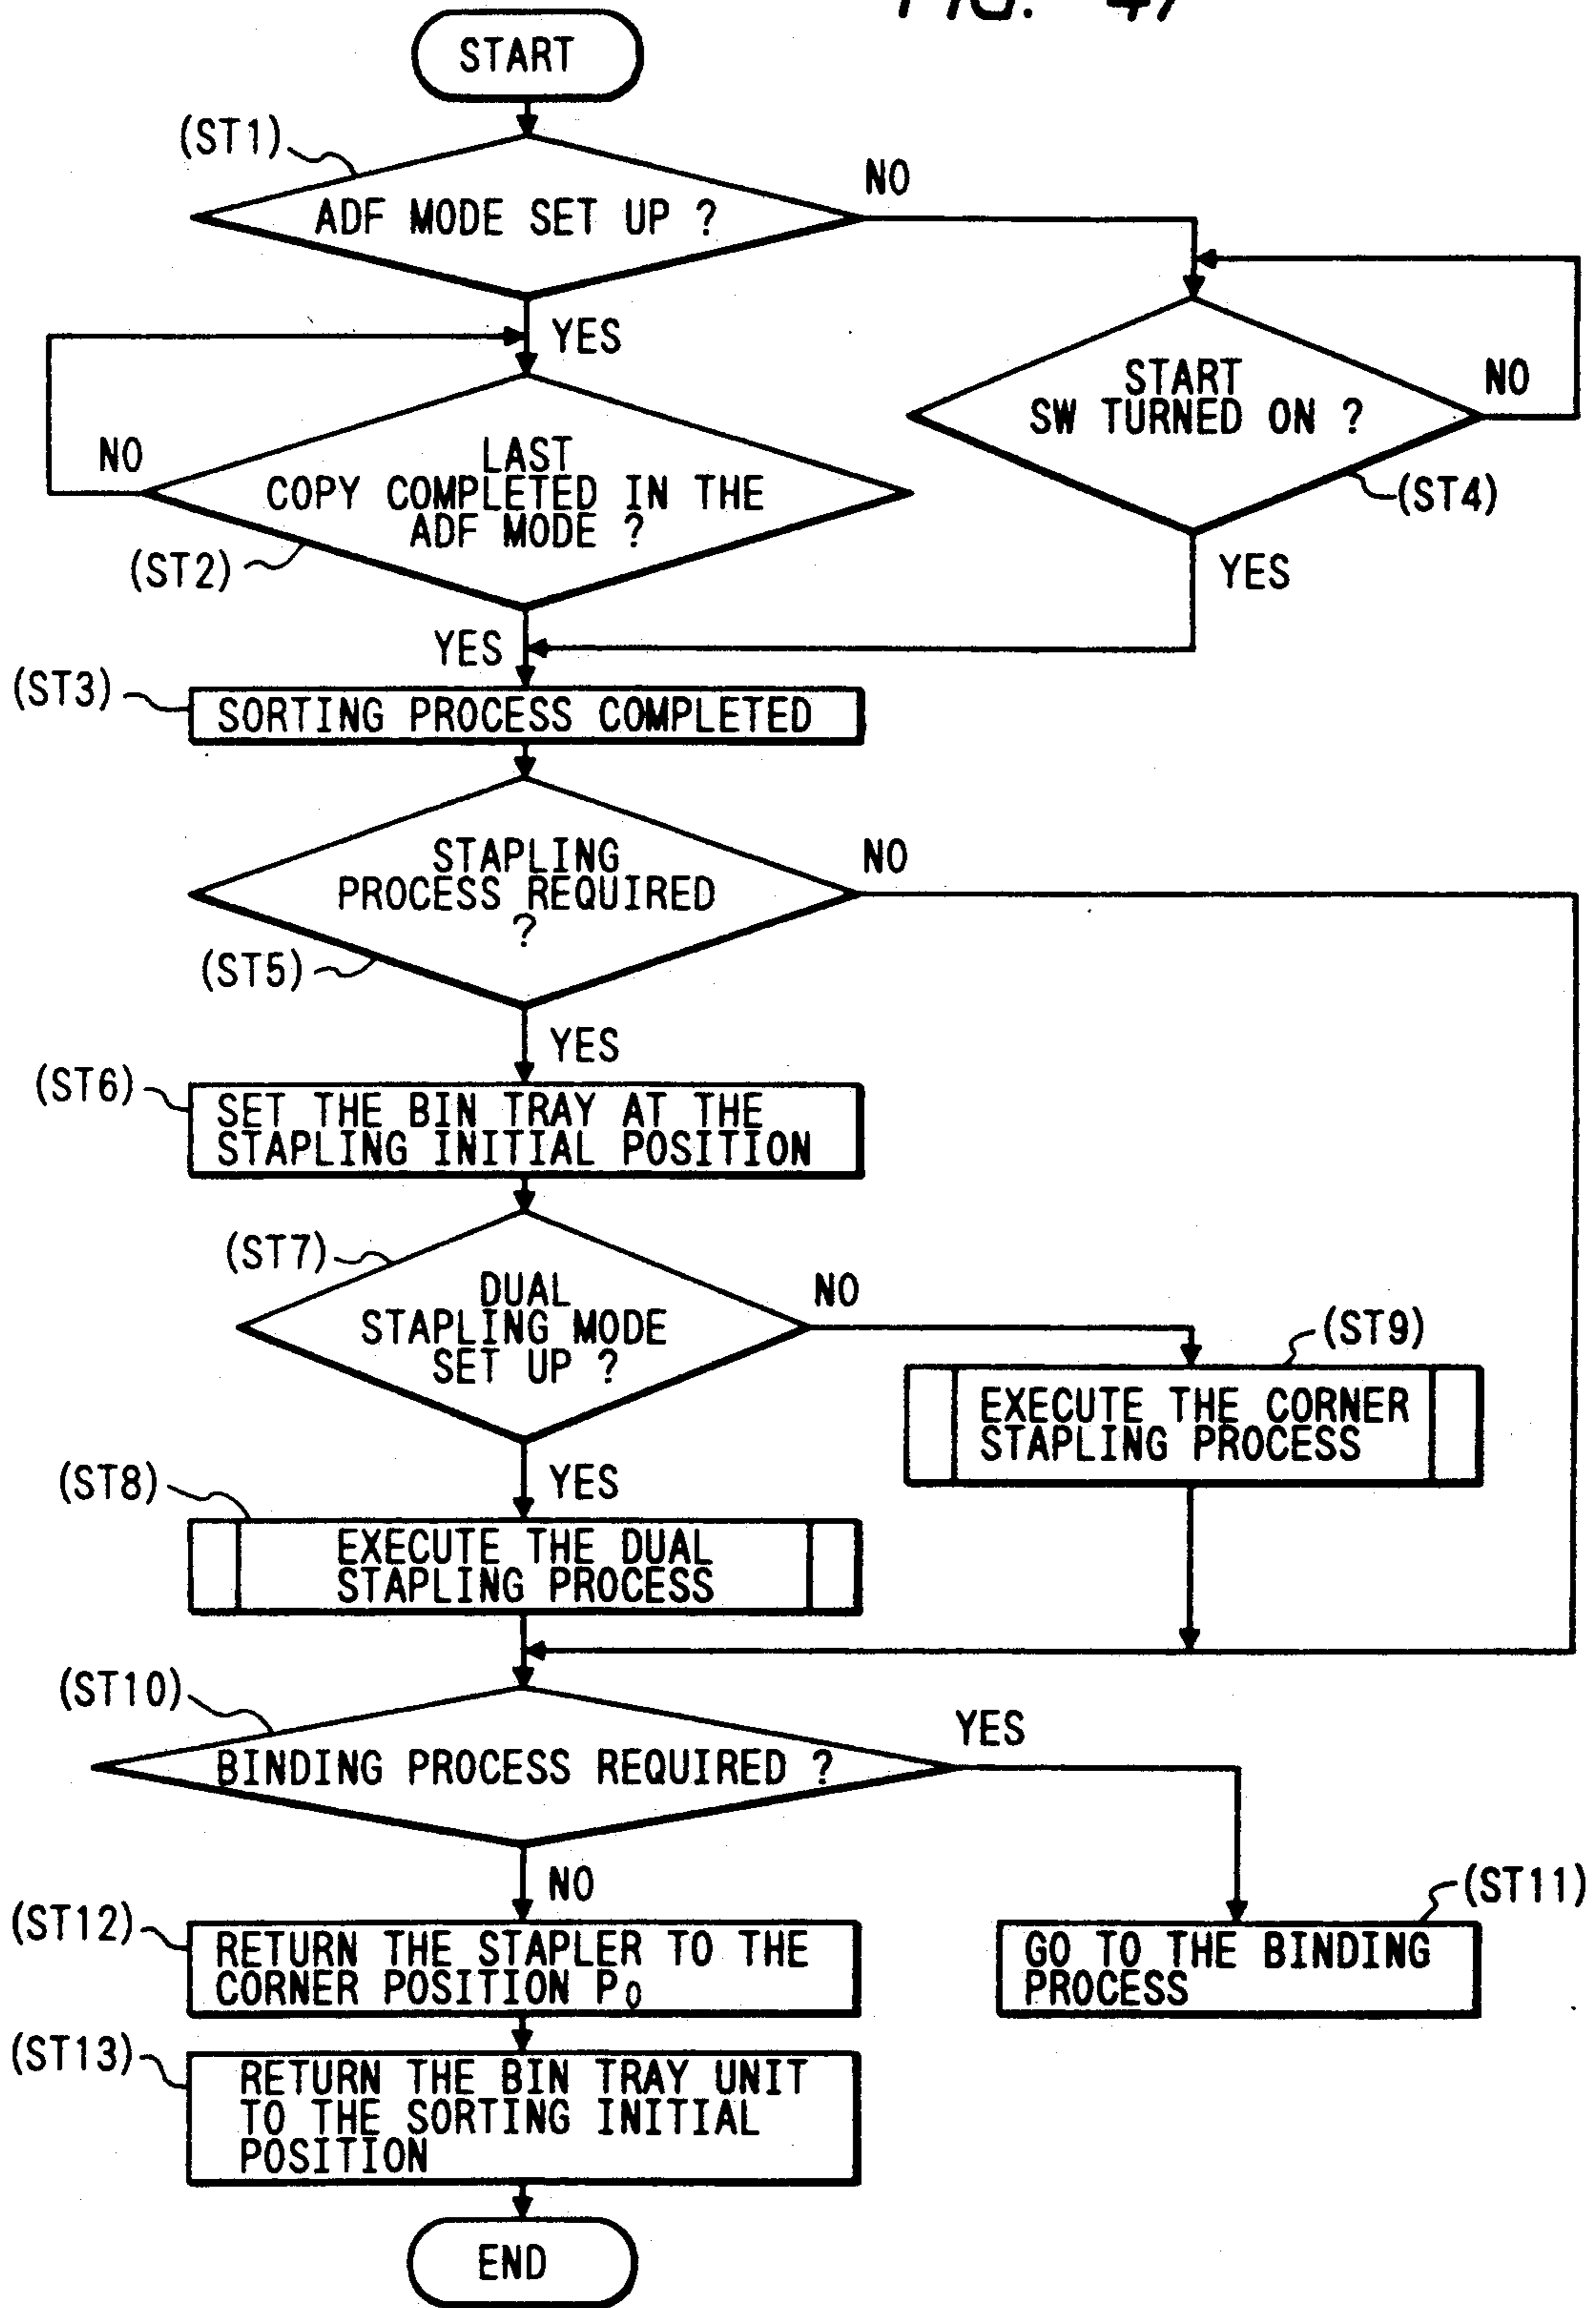 FIG. 47
START
(ST1)
ADF MODE SET UP ?
NO
YES
START
SW TURNED ON ?
NO
(ST4)
YES
LAST
COPY COMPLETED IN THE
ADF MODE ?
NO
(ST2)
YES
(ST3)
SORTING PROCESS COMPLETED
STAPLING
PROCESS REQUIRED
?
NO
(ST5)
YES
(ST6)
SET THE BIN TRAY AT THE
STAPLING INITIAL POSITION
(ST7)
DUAL
STAPLING MODE
SET UP ?
NO
(ST9)
EXECUTE THE CORNER
STAPLING PROCESS
YES
(ST8)
EXECUTE THE DUAL
STAPLING PROCESS
(ST10)
BINDING PROCESS REQUIRED ?
YES
NO
(ST11)
GO TO THE BINDING
PROCESS
(ST12)
RETURN THE STAPLER TO THE
CORNER POSITION P0
(ST13)
RETURN THE BIN TRAY UNIT
TO THE SORTING INITIAL
POSITION
END